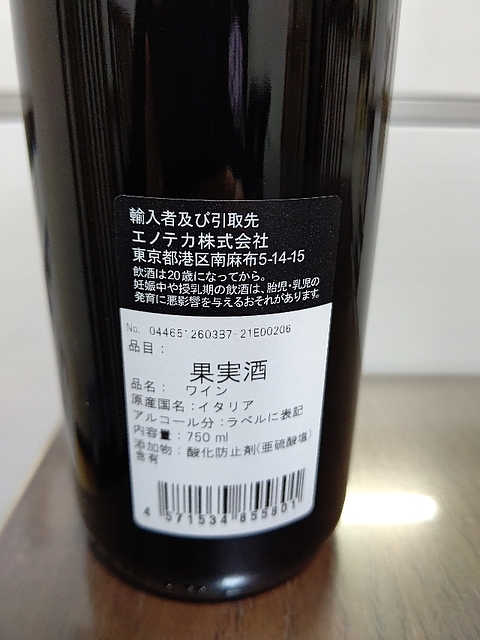 輸入者及び引取先
エノテカ株式会社
東京都港区南麻布5-14-15
飲酒は20歳になってから。
妊娠中や授乳期の飲酒は、胎児・乳児の
発育に悪影響を与えるおそれがあります。
No. 044651260337-21E00206
品目：
果実酒
品名： ワイン
原産国名：イタリア
アルコール分：ラベルに表記
内容量：750 ml
添加物：酸化防止剤(亜硫酸塩)
含有
4 571534 855801